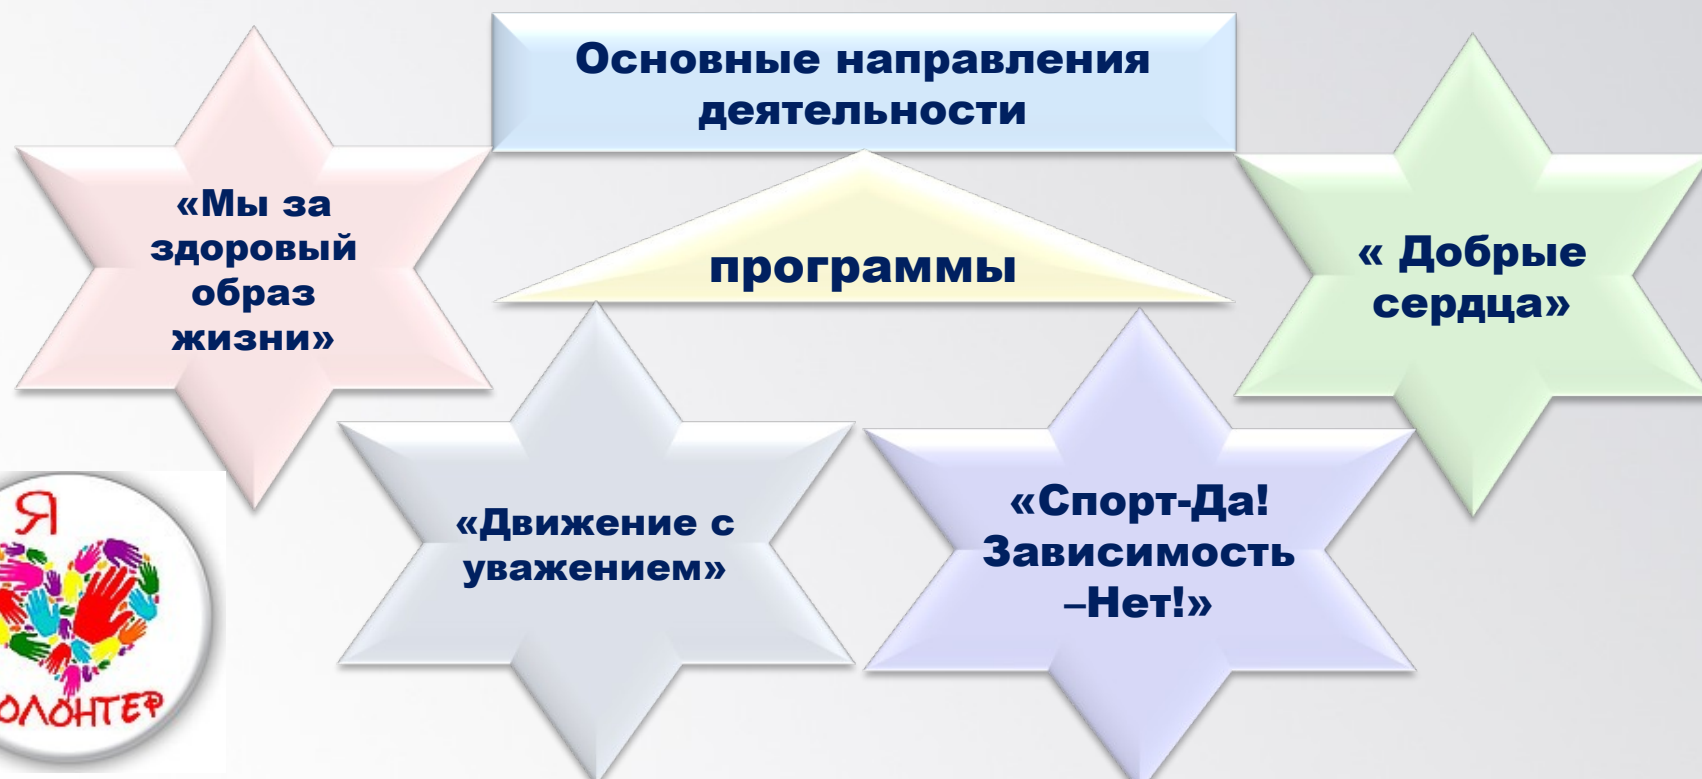 Основные направления
деятельности
программы
«Мы за
здоровый
образ
жизни»
« Добрые
сердца»
«Движение с
уважением»
«Спорт-Да!
Зависимость
–Нет!»
Я
ОЛОНТЕР